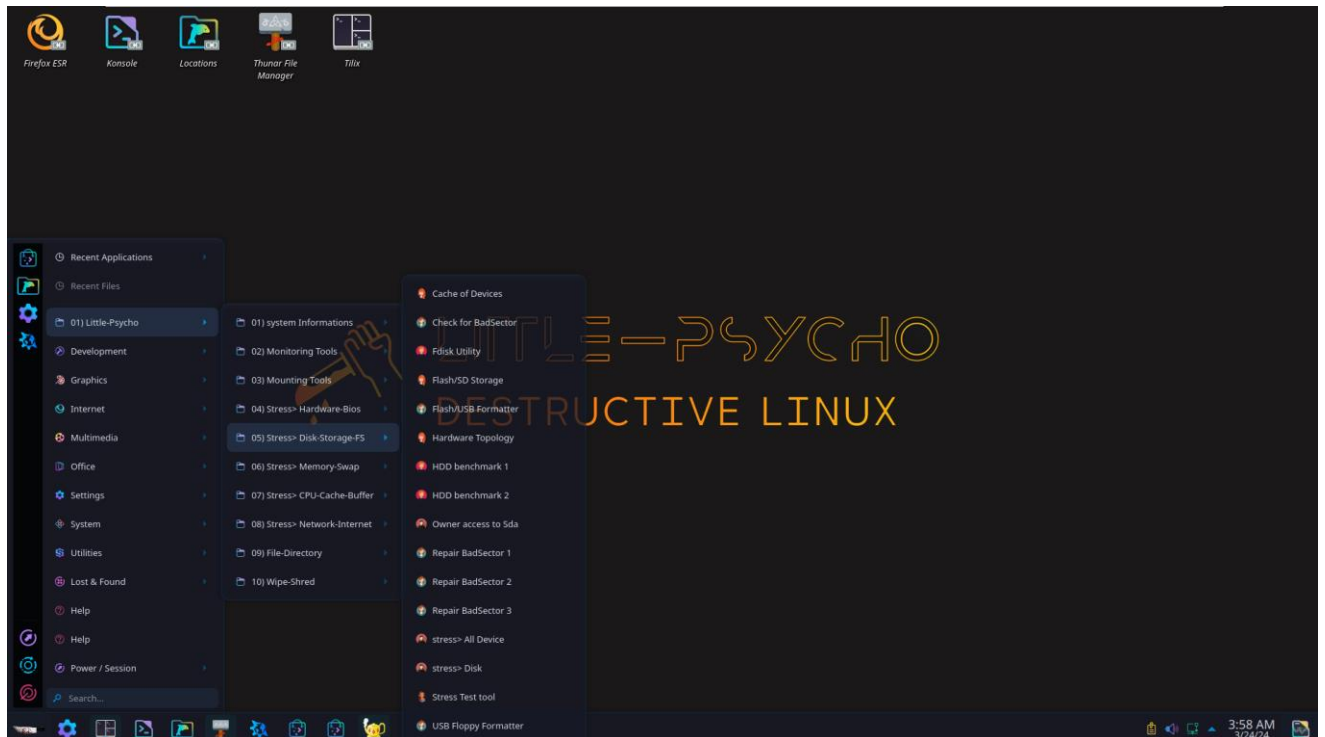 Firefox ESR
Konsole
Locations
Thunar File
Manager
Tilix
Recent Applications
Recent Files
01) Little-Psycho
Development
Graphics
Internet
Multimedia
Office
Settings
System
Utilities
Lost & Found
Help
Help
Power / Session
Search...
01) system Informations
02) Monitoring Tools
03) Mounting Tools
04) Stress> Hardware-Bios
05) Stress> Disk-Storage-FS
06) Stress> Memory-Swap
07) Stress> CPU-Cache-Buffer
08) Stress> Network-Internet
09) File-Directory
10) Wipe-Shred
Cache of Devices
Check for BadSector
Fdisk Utility
Flash/SD Storage
Flash/USB Formatter
Hardware Topology
HDD benchmark 1
HDD benchmark 2
Owner access to Sda
Repair BadSector 1
Repair BadSector 2
Repair BadSector 3
stress> All Device
stress> Disk
Stress Test tool
USB Floppy Formatter
LITTLE-PSYCHO
DESTRUCTIVE LINUX
3:58 AM
3/24/24